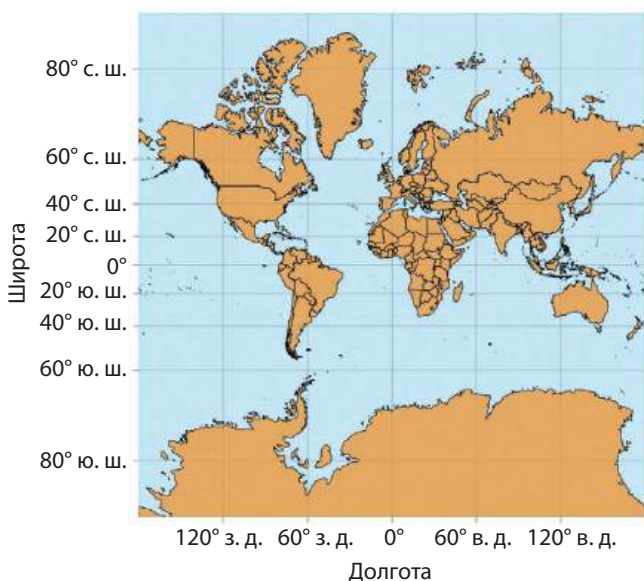 80° с. ш.
60° с. ш.
40° с. ш.
20° с. ш.
0°
20° ю. ш.
40° ю. ш.
60° ю. ш.
80° ю. ш.
Широта
120° з. д. 60° з. д. 0° 60° в. д. 120° в. д.
Долгота